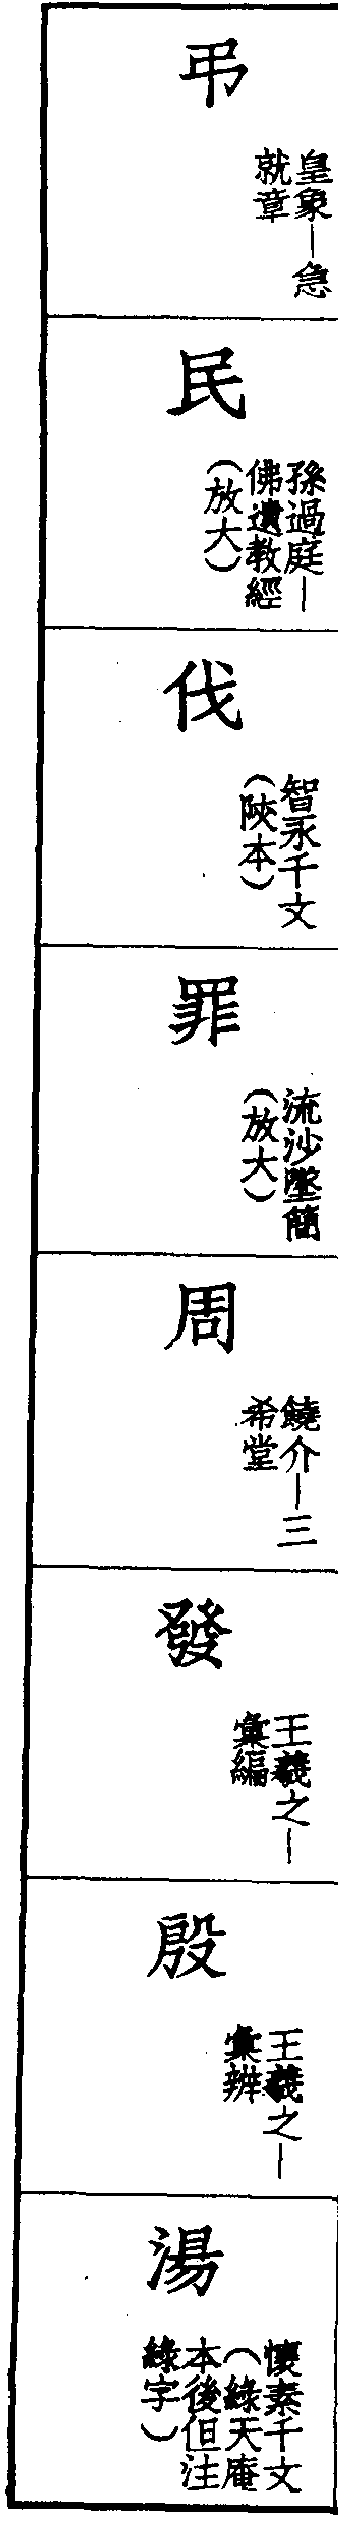 弔
皇象—急
就章
民
孫過庭—
佛遺教經
(放大)
伐
智永千文
(陝本)
罪
流沙墜簡
(放大)
周
饒介—三
希堂
發
王羲之—
彙編
殷
王羲之—
彙辨
湯
懷素千文
(綠天庵
本後但注
綠字)